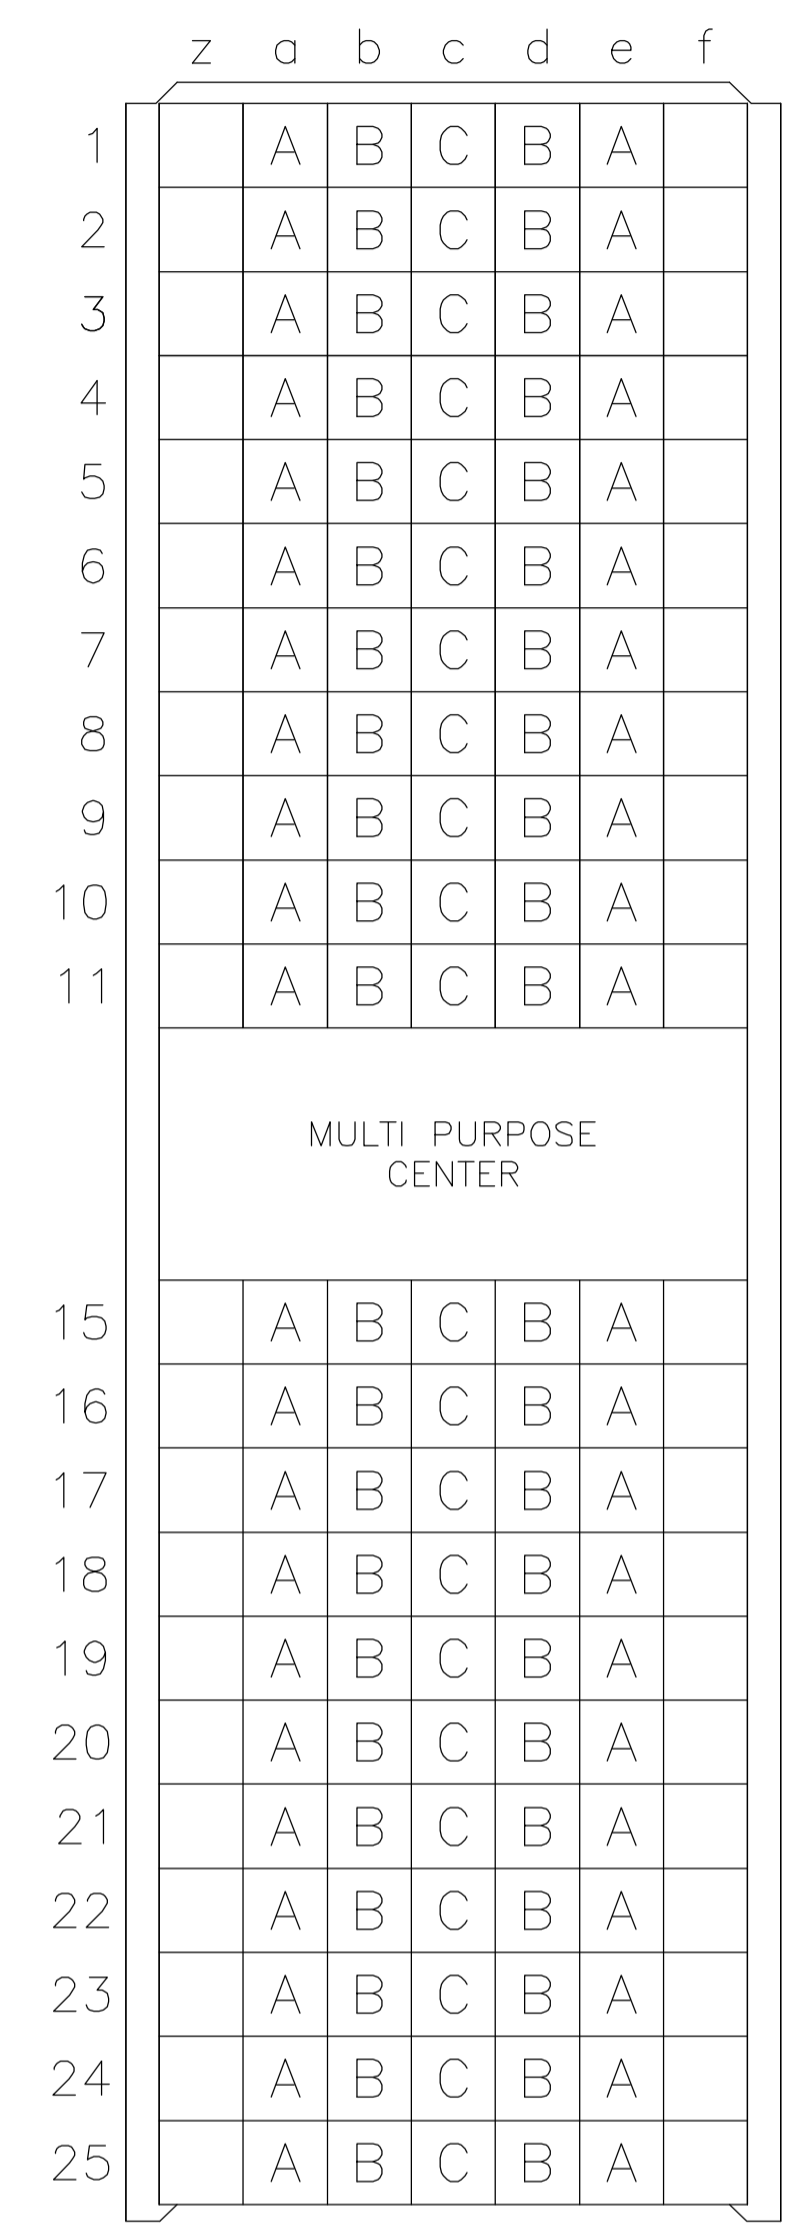 z a b c d e f
1 A B C B A
2 A B C B A
3 A B C B A
4 A B C B A
5 A B C B A
6 A B C B A
7 A B C B A
8 A B C B A
9 A B C B A
10 A B C B A
11 A B C B A
MULTI PURPOSE
CENTER
15 A B C B A
16 A B C B A
17 A B C B A
18 A B C B A
19 A B C B A
20 A B C B A
21 A B C B A
22 A B C B A
23 A B C B A
24 A B C B A
25 A B C B A